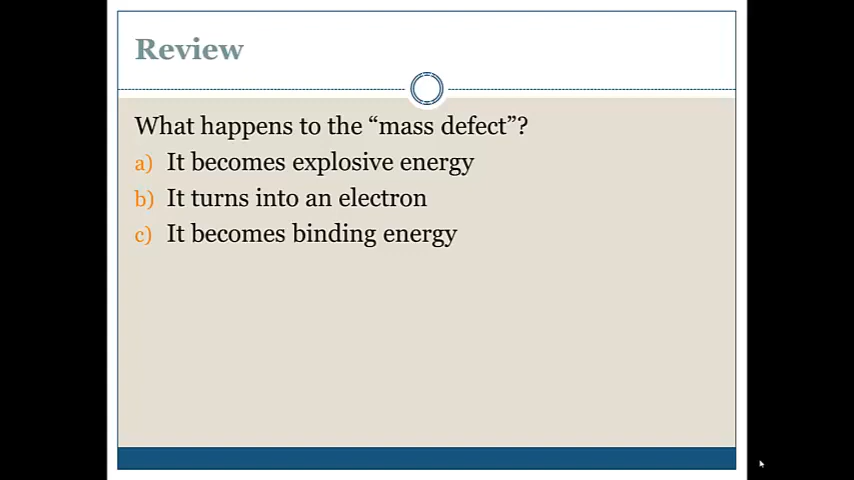 Review
What happens to the “mass defect”?
a) It becomes explosive energy
b) It turns into an electron
c) It becomes binding energy